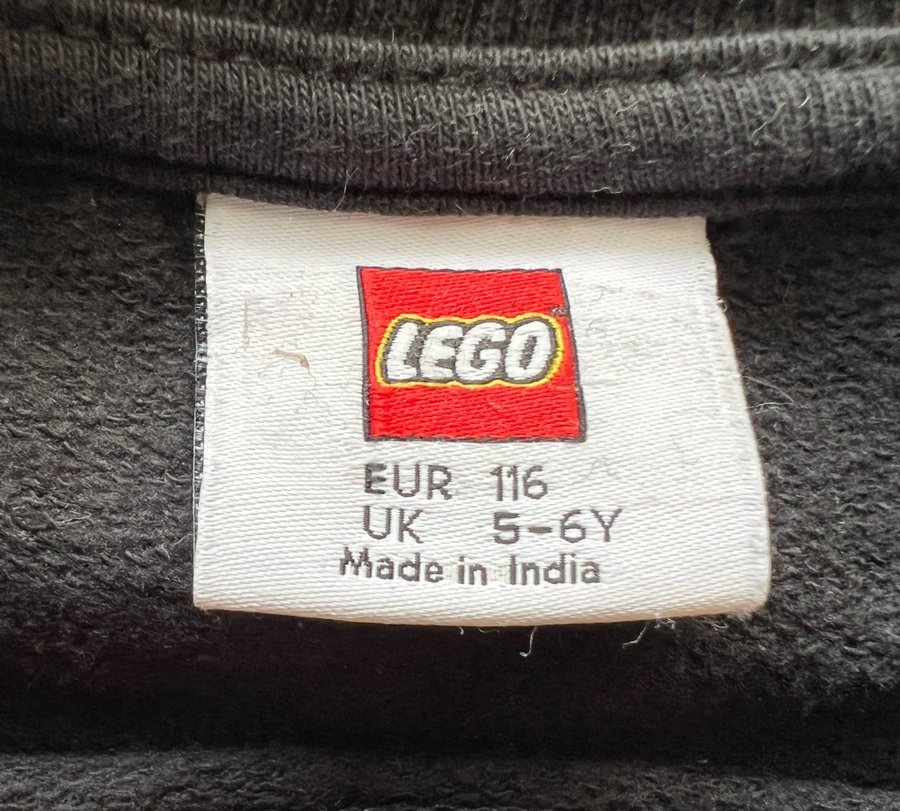 LEGO
EUR 116
UK 5-6Y
Made in India